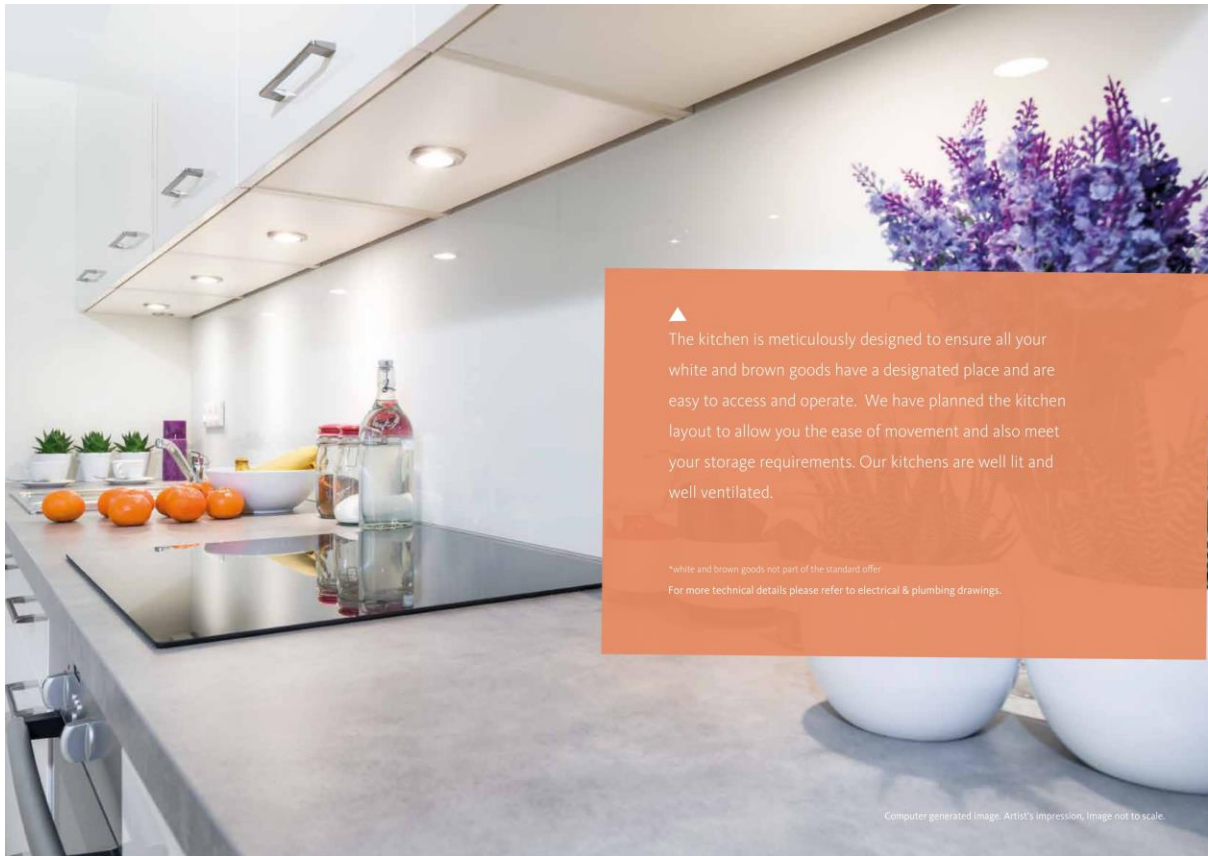 The kitchen is meticulously designed to ensure all your
white and brown goods have a designated place and are
easy to access and operate.  We have planned the kitchen
layout to allow you the ease of movement and also meet
your storage requirements. Our kitchens are well lit and
well ventilated.
*white and brown goods not part of the standard offer
For more technical details please refer to electrical & plumbing drawings.
Computer generated image. Artist's impression, Image not to scale.